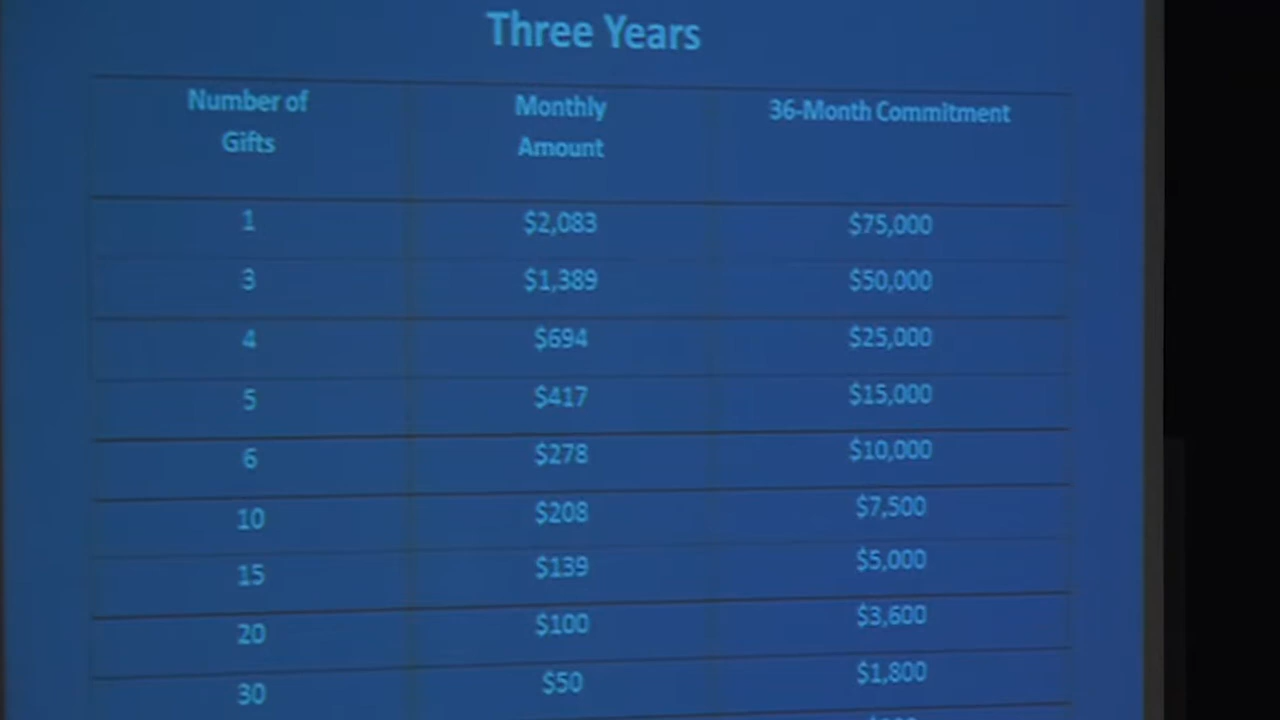 Three Years
Number of Gifts Monthly Amount 36-Month Commitment
1 $2,083 $75,000
3 $1,389 $50,000
4 $694 $25,000
5 $417 $15,000
6 $278 $10,000
10 $208 $7,500
15 $139 $5,000
20 $100 $3,600
30 $50 $1,800